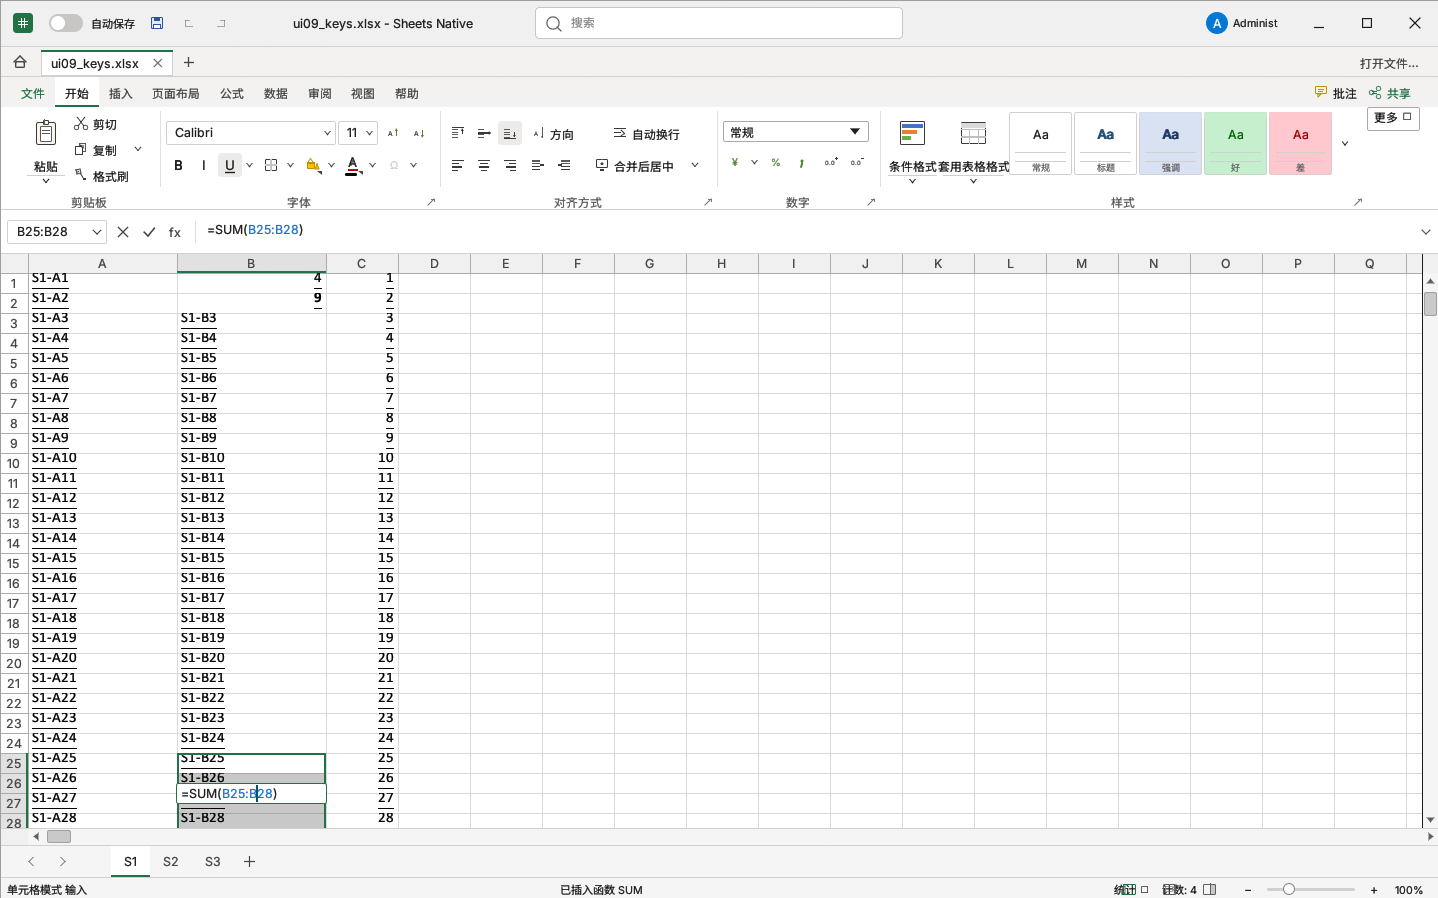 自动保存
ui09_keys.xlsx - Sheets Native
搜索
A
Administ
ui09_keys.xlsx
打开文件...
文件 开始 插入 页面布局 公式 数据 审阅 视图 帮助
批注 共享
粘贴
剪切
复制
格式刷
剪贴板
Calibri
11
B I U
字体
方向
自动换行
合并后居中
对齐方式
常规
¥ %
数字
条件格式
套用表格格式
Aa 常规
Aa 标题
Aa 强调
Aa 好
Aa 差
样式
更多
B25:B28
fx
=SUM(B25:B28)
A B C D E F G H I J K L M N O P Q
1 S1-A1 4 1
2 S1-A2 9 2
3 S1-A3 S1-B3 3
4 S1-A4 S1-B4 4
5 S1-A5 S1-B5 5
6 S1-A6 S1-B6 6
7 S1-A7 S1-B7 7
8 S1-A8 S1-B8 8
9 S1-A9 S1-B9 9
10 S1-A10 S1-B10 10
11 S1-A11 S1-B11 11
12 S1-A12 S1-B12 12
13 S1-A13 S1-B13 13
14 S1-A14 S1-B14 14
15 S1-A15 S1-B15 15
16 S1-A16 S1-B16 16
17 S1-A17 S1-B17 17
18 S1-A18 S1-B18 18
19 S1-A19 S1-B19 19
20 S1-A20 S1-B20 20
21 S1-A21 S1-B21 21
22 S1-A22 S1-B22 22
23 S1-A23 S1-B23 23
24 S1-A24 S1-B24 24
25 S1-A25 S1-B25 25
26 S1-A26 S1-B26 26
27 S1-A27 =SUM(B25:B28) 27
28 S1-A28 S1-B28 28
S1 S2 S3
单元格模式 输入
已插入函数 SUM
统计
计数: 4
100%